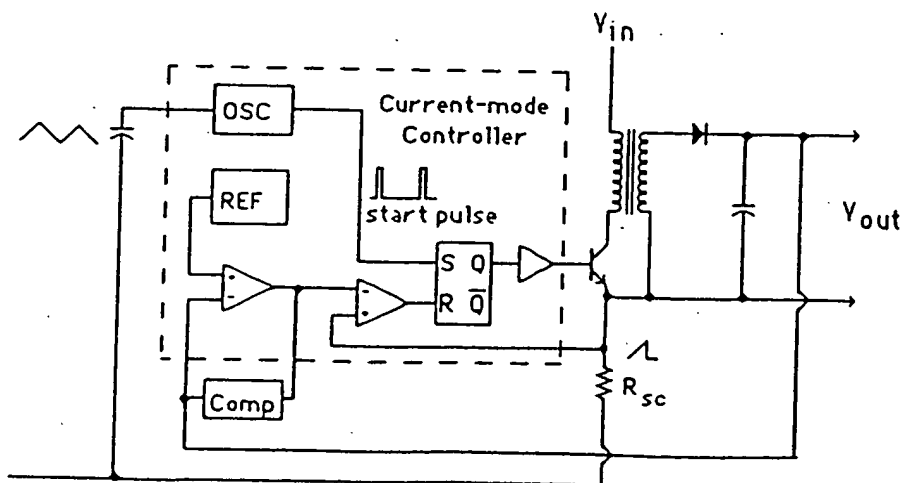 Vin
OSC
Current-mode
Controller
REF
start pulse
Vout
S Q
R Q̅
Comp
Rsc